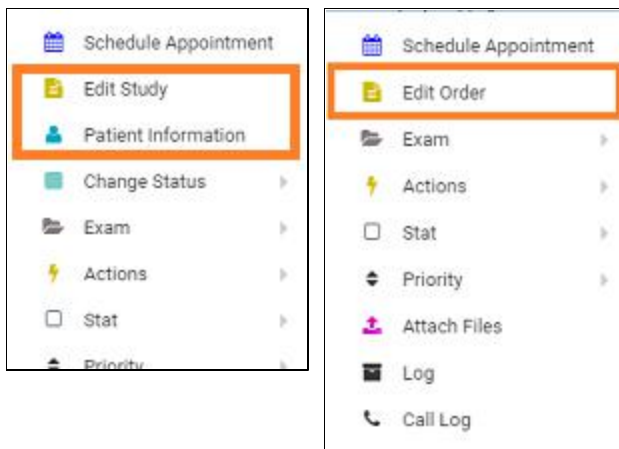 Schedule Appointment
Edit Study
Patient Information
Change Status
Exam
Actions
Stat
Priority
Schedule Appointment
Edit Order
Exam
Actions
Stat
Priority
Attach Files
Log
Call Log